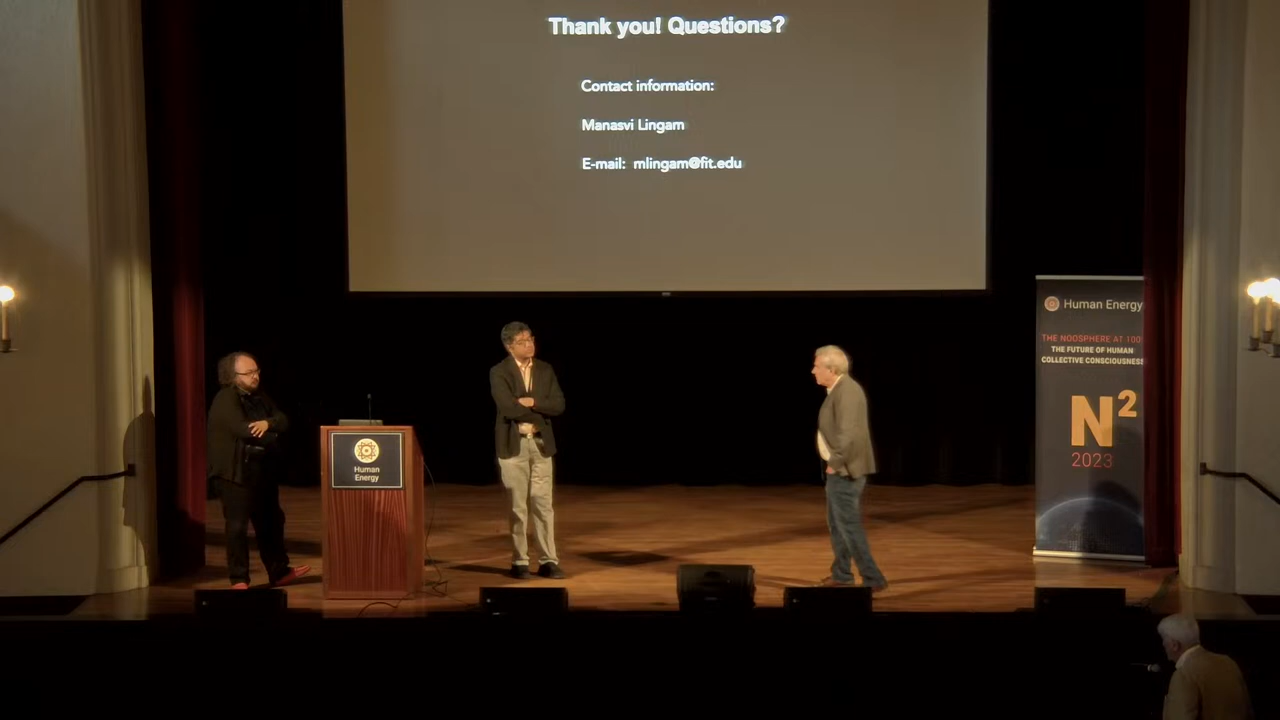 Thank you! Questions?
Contact information:
Manasvi Lingam
E-mail: mlingam@fit.edu
Human Energy
THE NOOSPHERE AT 100
THE FUTURE OF HUMAN
COLLECTIVE CONSCIOUSNESS
N²
2023
Human
Energy